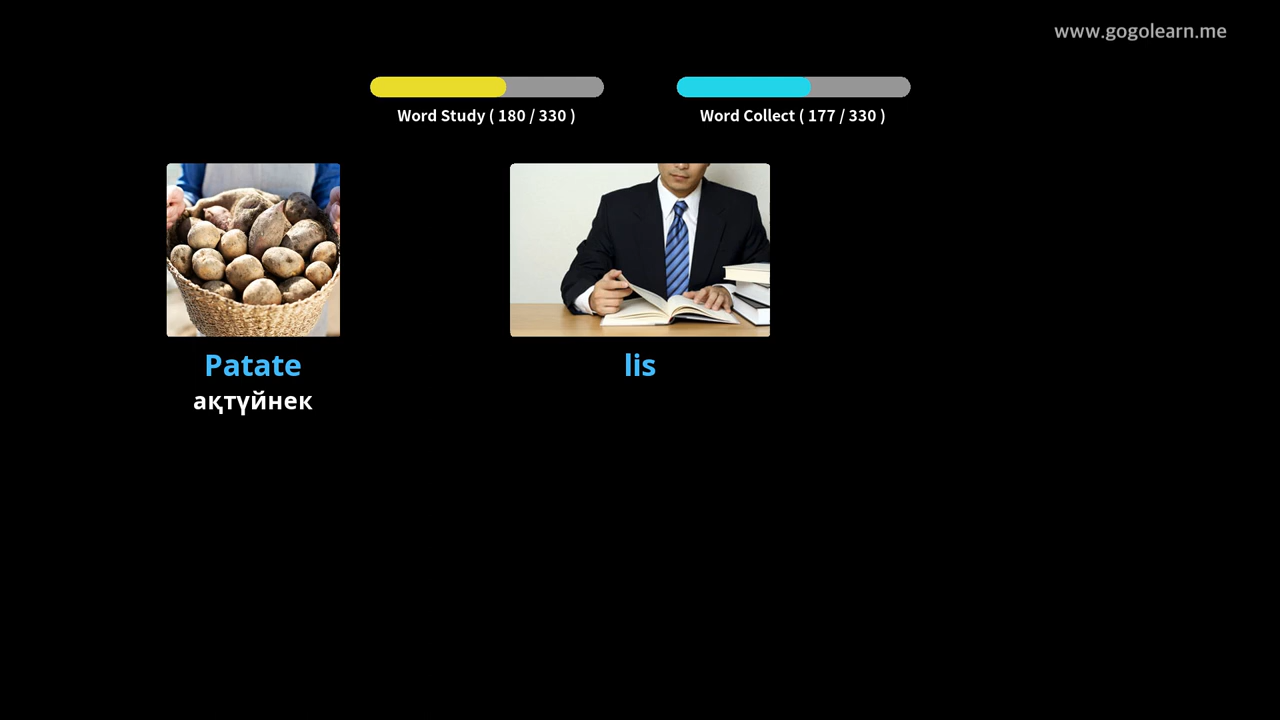 www.gogolearn.me
Word Study ( 180 / 330 )
Word Collect ( 177 / 330 )
Patate
ақтүйнек
lis